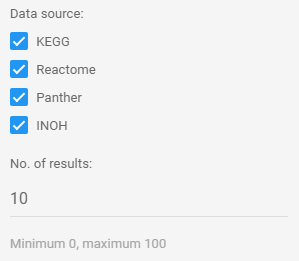 Data source:
KEGG
Reactome
Panther
INOH
No. of results:
10
Minimum 0, maximum 100